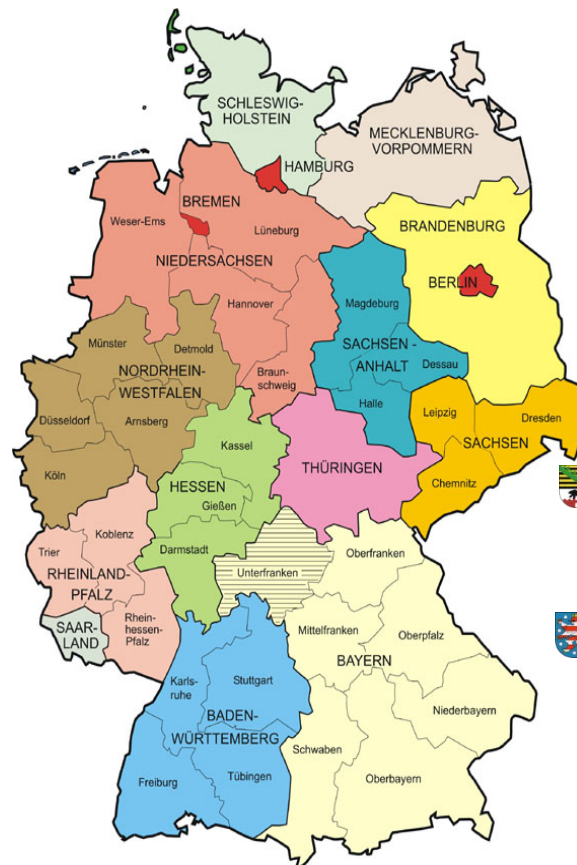 SCHLESWIG-
HOLSTEIN
MECKLENBURG-
VORPOMMERN
HAMBURG
BREMEN
Weser-Ems
Lüneburg
NIEDERSACHSEN
Hannover
Braun-
schweig
BRANDENBURG
BERLIN
Magdeburg
SACHSEN -
ANHALT
Dessau
Halle
Münster
Detmold
NORDRHEIN-
WESTFALEN
Düsseldorf
Arnsberg
Köln
Kassel
HESSEN
Gießen
Darmstadt
THÜRINGEN
Leipzig
Dresden
SACHSEN
Chemnitz
Koblenz
Trier
RHEINLAND-
PFALZ
Rhein-
hessen-
Pfalz
SAAR-
LAND
Unterfranken
Oberfranken
Mittelfranken
Oberpfalz
BAYERN
Niederbayern
Schwaben
Oberbayern
Karls-
ruhe
Stuttgart
BADEN-
WÜRTTEMBERG
Freiburg
Tübingen